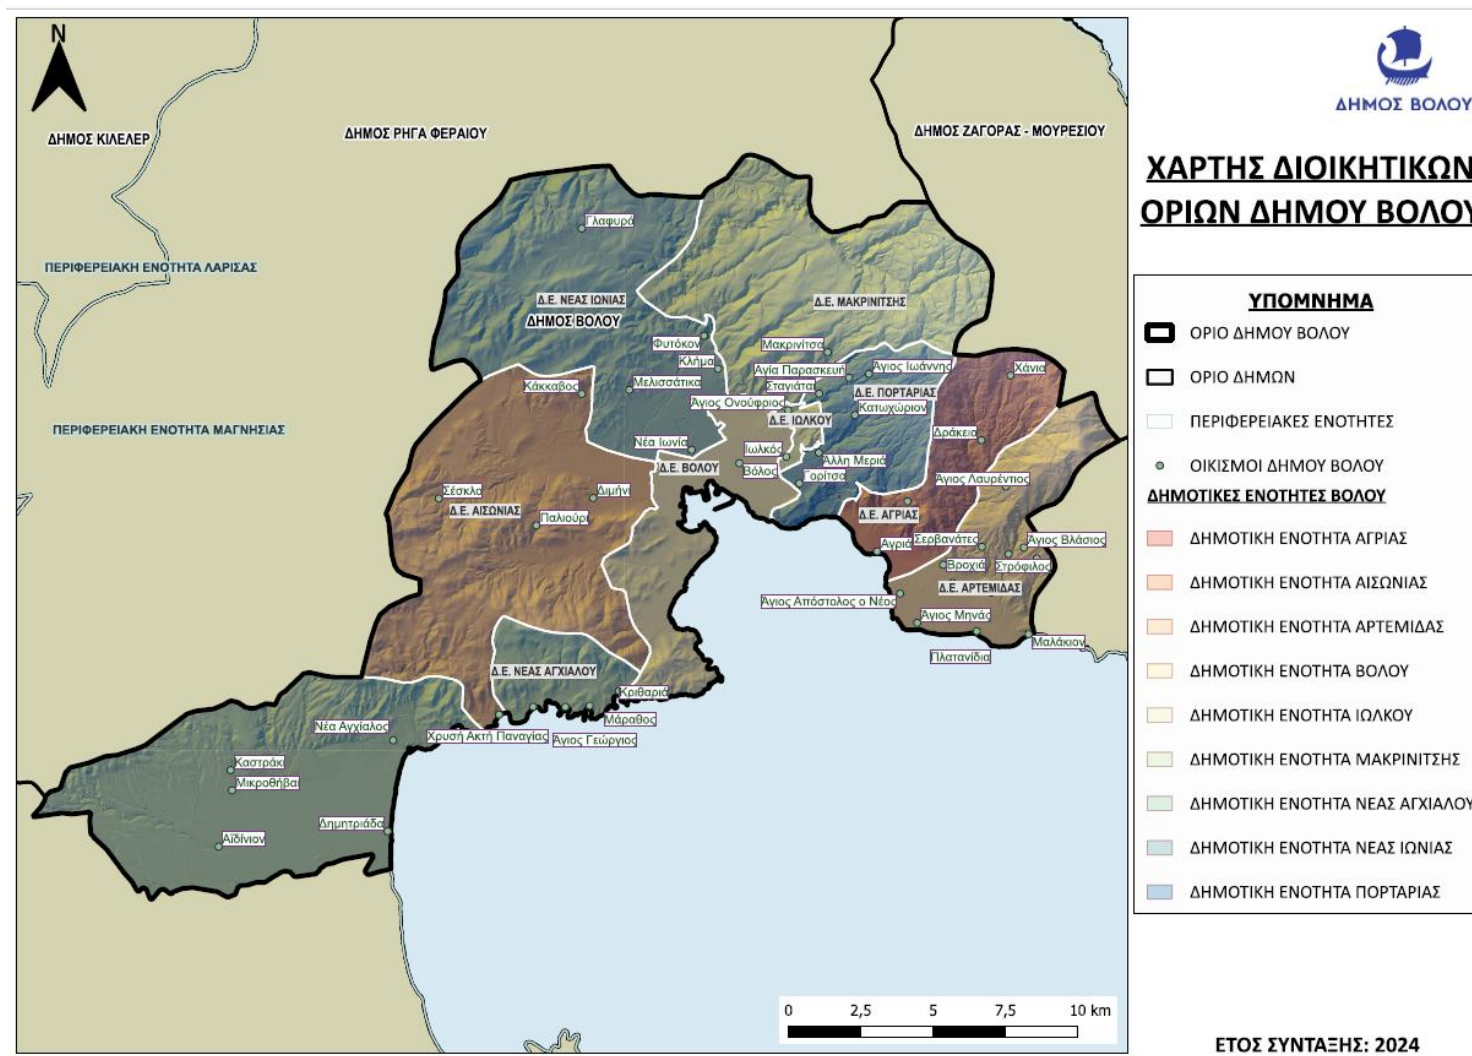 N
ΔΗΜΟΣ ΚΙΛΕΛΕΡ
ΔΗΜΟΣ ΡΗΓΑ ΦΕΡΑΙΟΥ
ΔΗΜΟΣ ΖΑΓΟΡΑΣ - ΜΟΥΡΕΣΙΟΥ
ΠΕΡΙΦΕΡΕΙΑΚΗ ΕΝΟΤΗΤΑ ΛΑΡΙΣΑΣ
ΠΕΡΙΦΕΡΕΙΑΚΗ ΕΝΟΤΗΤΑ ΜΑΓΝΗΣΙΑΣ
Γλαφυρά
Δ.Ε. ΝΕΑΣ ΙΩΝΙΑΣ
ΔΗΜΟΣ ΒΟΛΟΥ
Δ.Ε. ΜΑΚΡΙΝΙΤΣΗΣ
Φυτόκον
Μακρινίτσα
Κλήμα
Αγία Παρασκευή
Άγιος Ιωάννης
Χάνια
Κάκκαβος
Μελισσάτικα
Σταγιάται
Δ.Ε. ΠΟΡΤΑΡΙΑΣ
Άγιος Ονούφριος
Κατωχώριον
Δ.Ε. ΙΩΛΚΟΥ
Δράκεια
Νέα Ιωνία
Ιωλκός
Άλλη Μεριά
Δ.Ε. ΒΟΛΟΥ
Βόλος
Γορίτσα
Άγιος Λαυρέντιος
Σέσκλο
Διμήνι
Δ.Ε. ΑΙΣΩΝΙΑΣ
Παλιούρι
Δ.Ε. ΑΓΡΙΑΣ
Αγριά
Σερβανάτες
Άγιος Βλάσιος
Βροχιά
Στρόφιλος
Δ.Ε. ΑΡΤΕΜΙΔΑΣ
Άγιος Απόστολος ο Νέος
Άγιος Μηνάς
Μαλάκιον
Πλατανίδια
Δ.Ε. ΝΕΑΣ ΑΓΧΙΑΛΟΥ
Κριθαριά
Μάραθος
Νέα Αγχίαλος
Χρυσή Ακτή Παναγίας
Άγιος Γεώργιος
Καστράκι
Μικροθήβαι
Δημητριάδα
Αϊδίνιον
0 2,5 5 7,5 10 km
ΔΗΜΟΣ ΒΟΛΟΥ
ΧΑΡΤΗΣ ΔΙΟΙΚΗΤΙΚΩΝ
ΟΡΙΩΝ ΔΗΜΟΥ ΒΟΛΟΥ
ΥΠΟΜΝΗΜΑ
ΟΡΙΟ ΔΗΜΟΥ ΒΟΛΟΥ
ΟΡΙΟ ΔΗΜΩΝ
ΠΕΡΙΦΕΡΕΙΑΚΕΣ ΕΝΟΤΗΤΕΣ
ΟΙΚΙΣΜΟΙ ΔΗΜΟΥ ΒΟΛΟΥ
ΔΗΜΟΤΙΚΕΣ ΕΝΟΤΗΤΕΣ ΒΟΛΟΥ
ΔΗΜΟΤΙΚΗ ΕΝΟΤΗΤΑ ΑΓΡΙΑΣ
ΔΗΜΟΤΙΚΗ ΕΝΟΤΗΤΑ ΑΙΣΩΝΙΑΣ
ΔΗΜΟΤΙΚΗ ΕΝΟΤΗΤΑ ΑΡΤΕΜΙΔΑΣ
ΔΗΜΟΤΙΚΗ ΕΝΟΤΗΤΑ ΒΟΛΟΥ
ΔΗΜΟΤΙΚΗ ΕΝΟΤΗΤΑ ΙΩΛΚΟΥ
ΔΗΜΟΤΙΚΗ ΕΝΟΤΗΤΑ ΜΑΚΡΙΝΙΤΣΗΣ
ΔΗΜΟΤΙΚΗ ΕΝΟΤΗΤΑ ΝΕΑΣ ΑΓΧΙΑΛΟΥ
ΔΗΜΟΤΙΚΗ ΕΝΟΤΗΤΑ ΝΕΑΣ ΙΩΝΙΑΣ
ΔΗΜΟΤΙΚΗ ΕΝΟΤΗΤΑ ΠΟΡΤΑΡΙΑΣ
ΕΤΟΣ ΣΥΝΤΑΞΗΣ: 2024